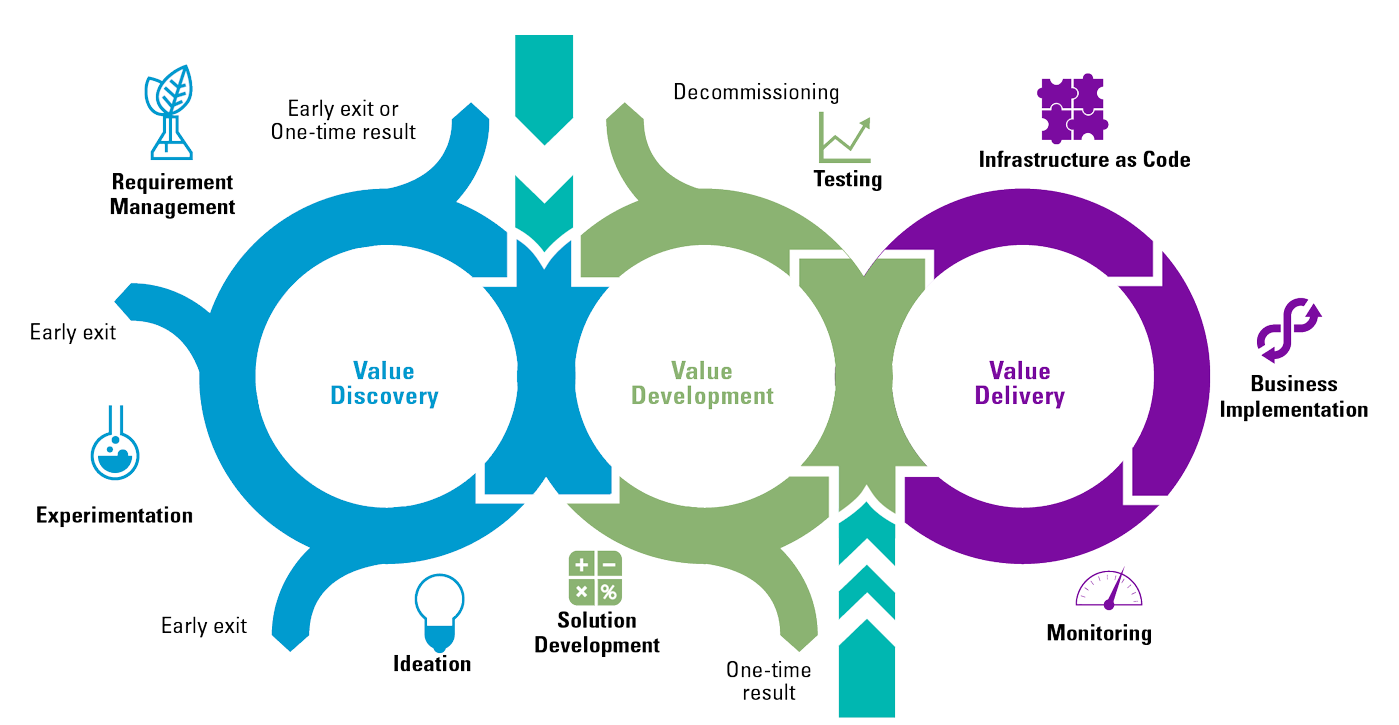 Early exit or
One-time result
Decommissioning
Requirement
Management
Testing
Infrastructure as Code
Early exit
Value
Discovery
Value
Development
Value
Delivery
Business
Implementation
Experimentation
Early exit
Ideation
+ −
× %
Solution
Development
One-time
result
Monitoring